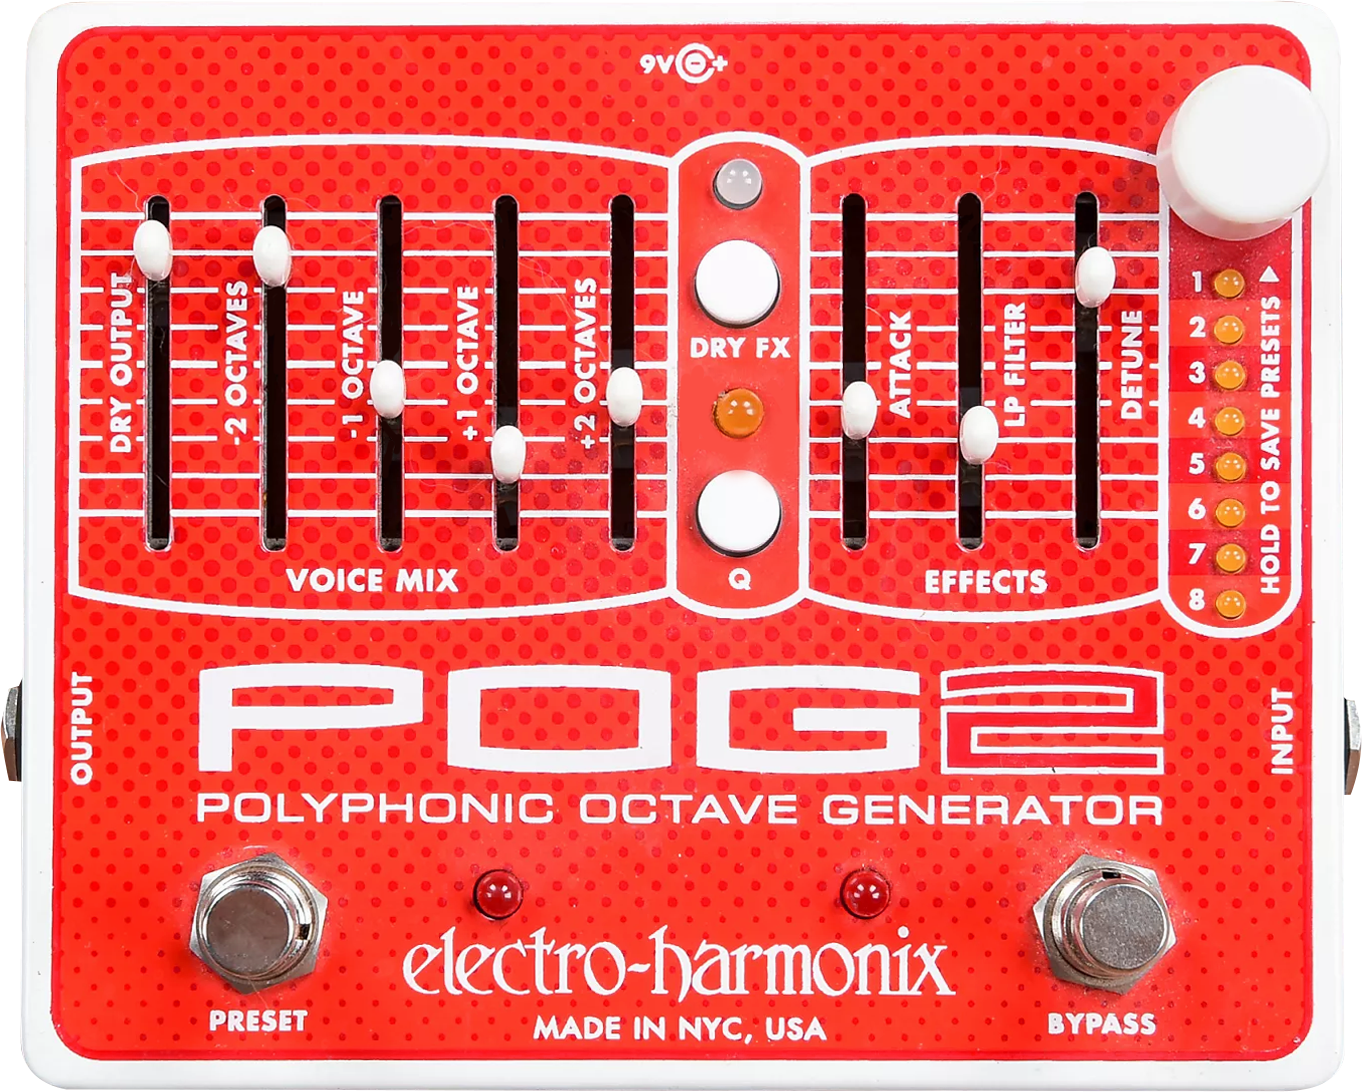 9V +
DRY OUTPUT
-2 OCTAVES
-1 OCTAVE
+1 OCTAVE
+2 OCTAVES
VOICE MIX
DRY FX
Q
ATTACK
LP FILTER
DETUNE
EFFECTS
1
2
3
4
5
6
7
8
HOLD TO SAVE PRESETS
OUTPUT
INPUT
POG2
POLYPHONIC OCTAVE GENERATOR
electro-harmonix
MADE IN NYC, USA
PRESET
BYPASS